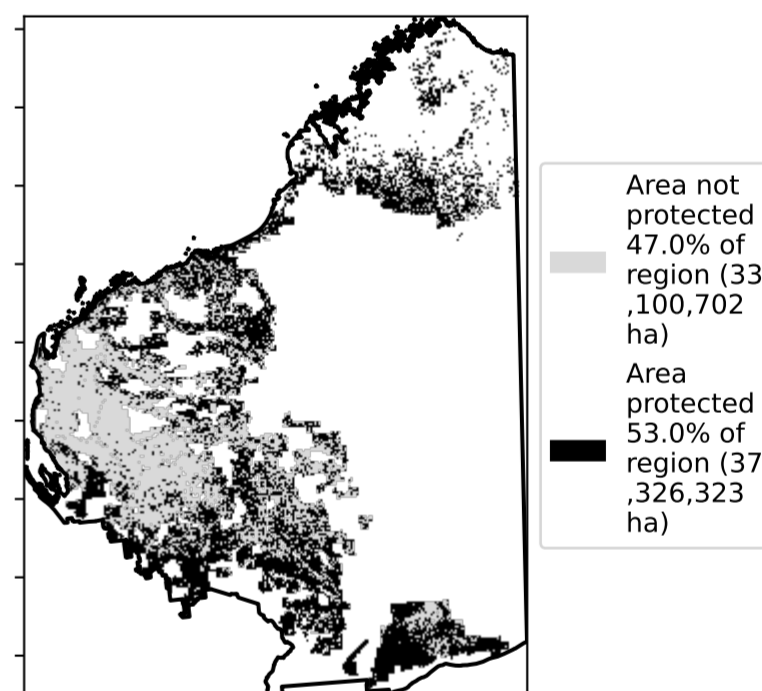 Area not
protected
47.0% of
region (33
,100,702
ha)
Area
protected
53.0% of
region (37
,326,323
ha)